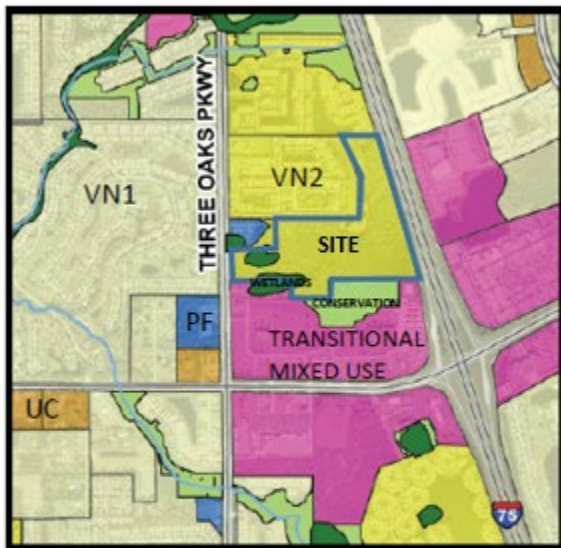 THREE OAKS PKWY
VN1
VN2
SITE
WETLANDS
CONSERVATION
PF
TRANSITIONAL
MIXED USE
UC
75